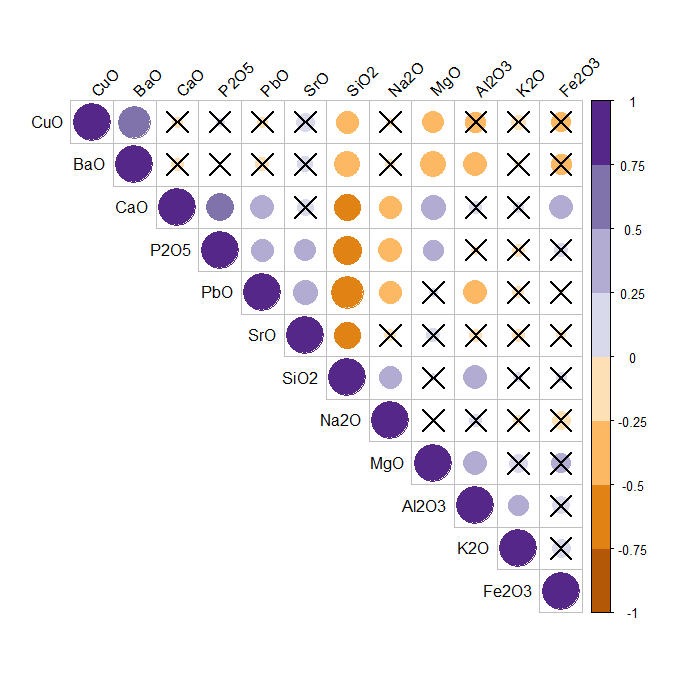 CuO
BaO
CaO
P2O5
PbO
SrO
SiO2
Na2O
MgO
Al2O3
K2O
Fe2O3
CuO
BaO
CaO
P2O5
PbO
SrO
SiO2
Na2O
MgO
Al2O3
K2O
Fe2O3
1
0.75
0.5
0.25
0
-0.25
-0.5
-0.75
-1